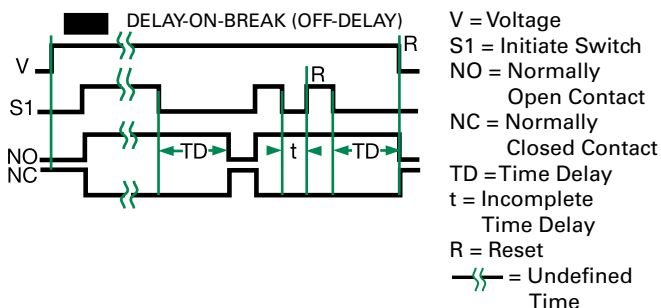 DELAY-ON-BREAK (OFF-DELAY)
V
R
S1
R
NO
NC
TD
t
TD
V = Voltage
S1 = Initiate Switch
NO = Normally
Open Contact
NC = Normally
Closed Contact
TD =Time Delay
t = Incomplete
Time Delay
R = Reset
= Undefined
Time